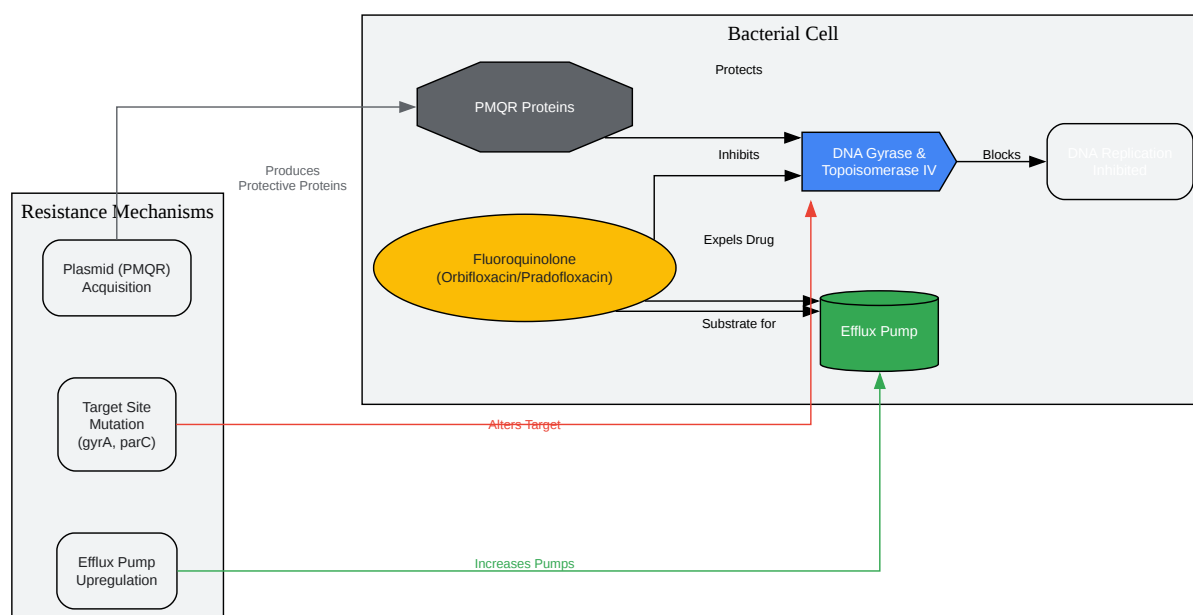 Bacterial Cell
Protects
PMQR Proteins
Inhibits
DNA Gyrase &
Topoisomerase IV
Blocks
DNA Replication
Inhibited
Produces
Protective Proteins
Resistance Mechanisms
Plasmid (PMQR)
Acquisition
Fluoroquinolone
(Orbifloxacin/Pradofloxacin)
Expels Drug
Substrate for
Efflux Pump
Target Site
Mutation
(gyrA, parC)
Alters Target
Efflux Pump
Upregulation
Increases Pumps